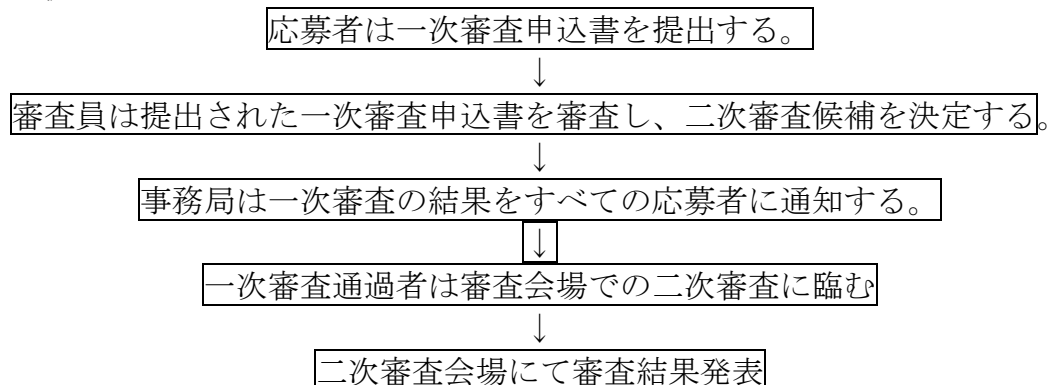 応募者は一次審査申込書を提出する。
↓
審査員は提出された一次審査申込書を審査し、二次審査候補を決定する。
↓
事務局は一次審査の結果をすべての応募者に通知する。
↓
一次審査通過者は審査会場での二次審査に臨む
↓
二次審査会場にて審査結果発表